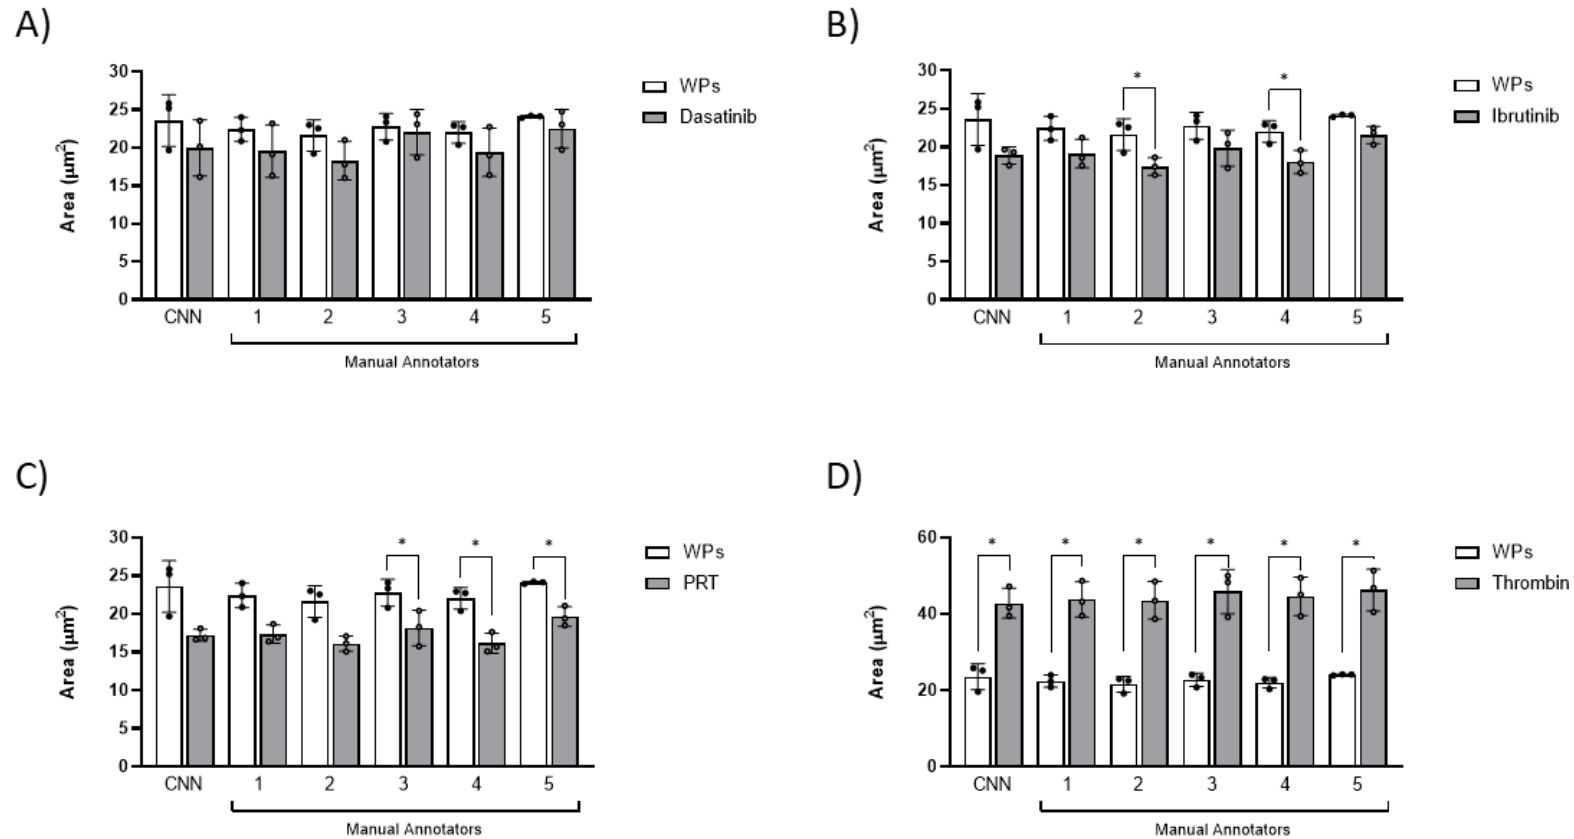 A)
30
25
20
15
10
5
0
Area (μm²)
WPs
Dasatinib
CNN 1 2 3 4 5
Manual Annotators
B)
30
25
20
15
10
5
0
Area (μm²)
* *
WPs
Ibrutinib
CNN 1 2 3 4 5
Manual Annotators
C)
30
25
20
15
10
5
0
Area (μm²)
* * *
WPs
PRT
CNN 1 2 3 4 5
Manual Annotators
D)
60
40
20
0
Area (μm²)
* * * * * *
WPs
Thrombin
CNN 1 2 3 4 5
Manual Annotators